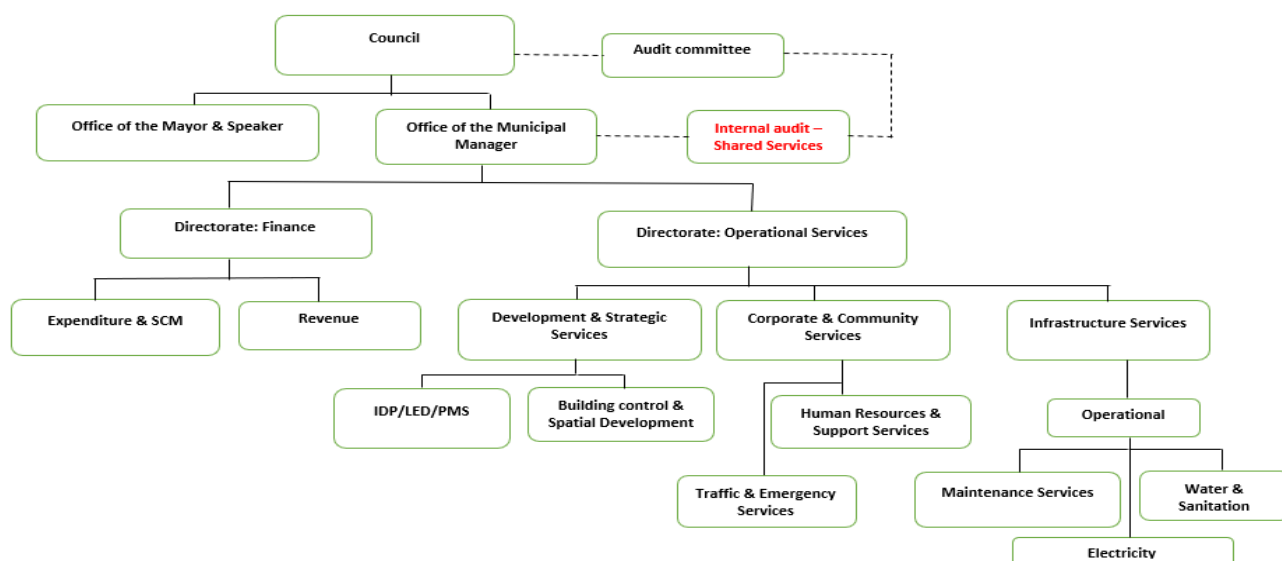 Council
Audit committee
Office of the Mayor & Speaker
Office of the Municipal
Manager
Internal audit –
Shared Services
Directorate: Finance
Directorate: Operational Services
Expenditure & SCM
Revenue
Development & Strategic
Services
Corporate & Community
Services
Infrastructure Services
IDP/LED/PMS
Building control &
Spatial Development
Human Resources &
Support Services
Operational
Traffic & Emergency
Services
Maintenance Services
Water &
Sanitation
Electricity